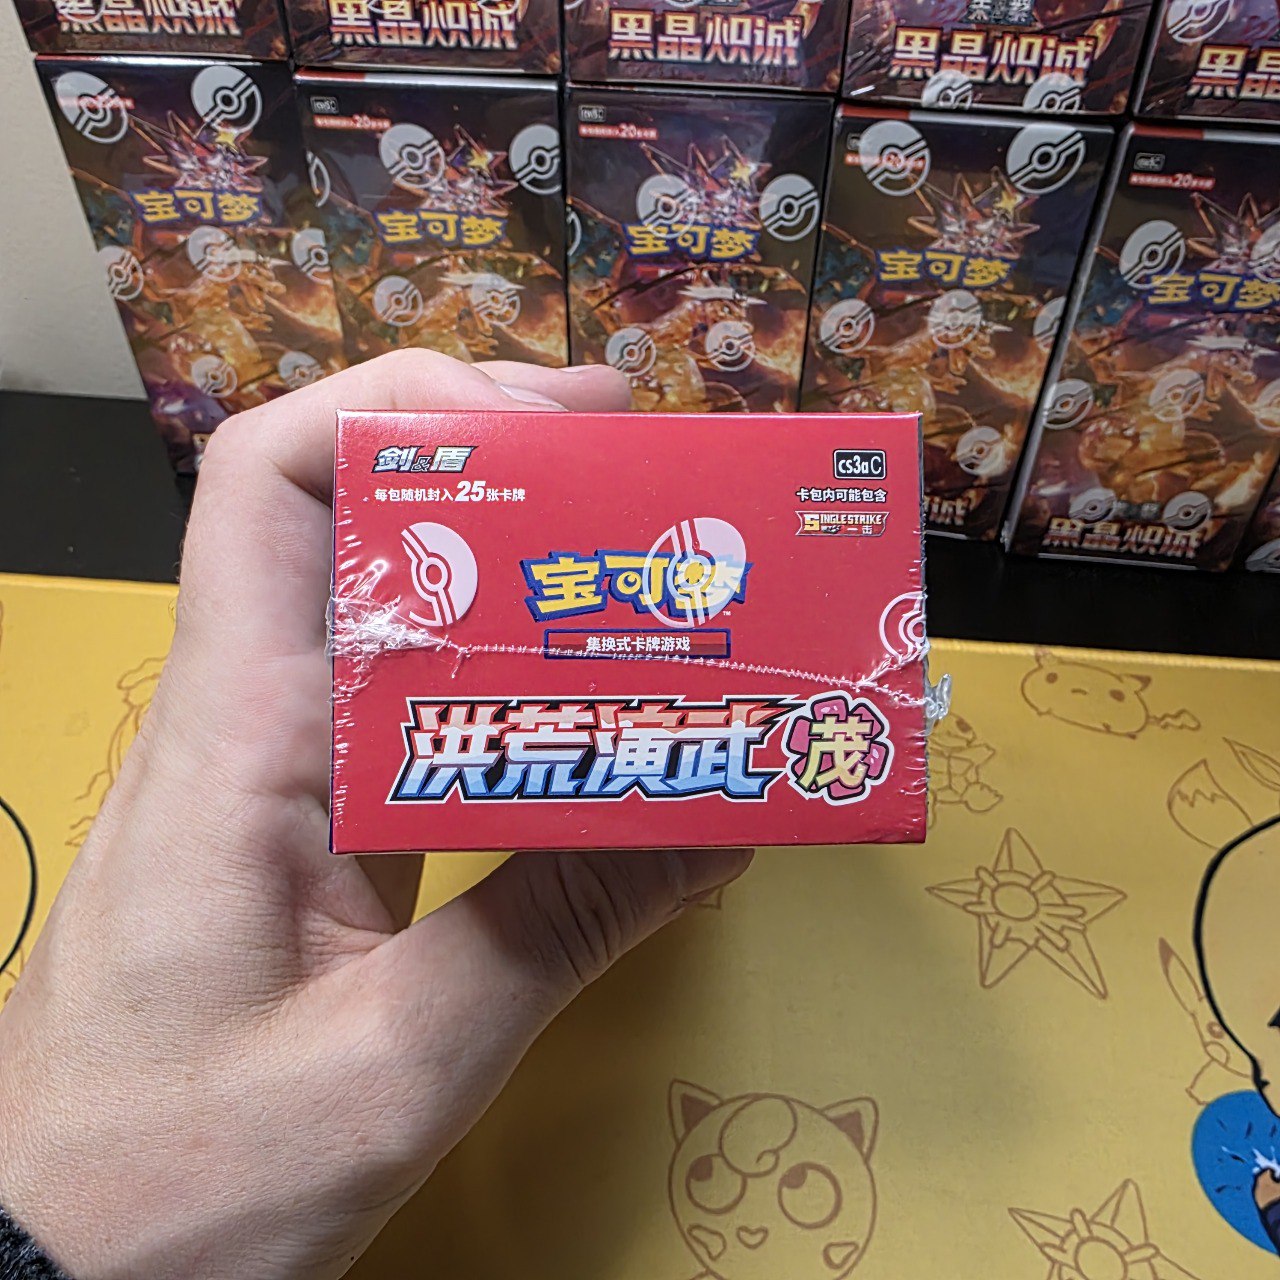 黑晶炽诚
黑晶炽诚
黑晶炽诚
黑晶炽诚
宝可梦
宝可梦
宝可梦
宝可梦
宝可梦
剑&盾
每包随机封入25张卡牌
cs3aC
卡包内可能包含
SINGLE STRIKE
一击
宝可梦
TM
集换式卡牌游戏
洪荒演武 茂
黑晶炽诚